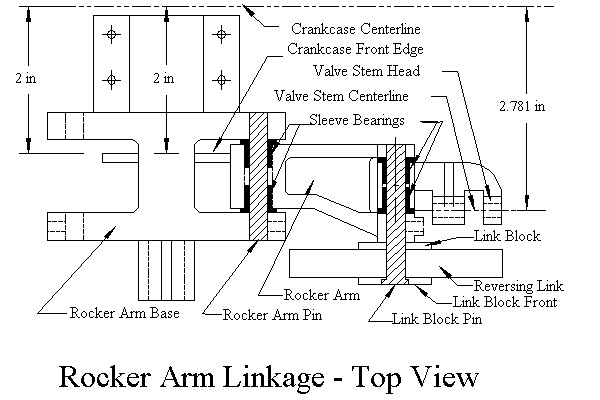 Crankcase Centerline
Crankcase Front Edge
Valve Stem Head
2 in
2 in
Valve Stem Centerline
2.781 in
Sleeve Bearings
Link Block
Reversing Link
Rocker Arm
Link Block Front
Rocker Arm Base
Rocker Arm Pin
Link Block Pin
Rocker Arm Linkage - Top View